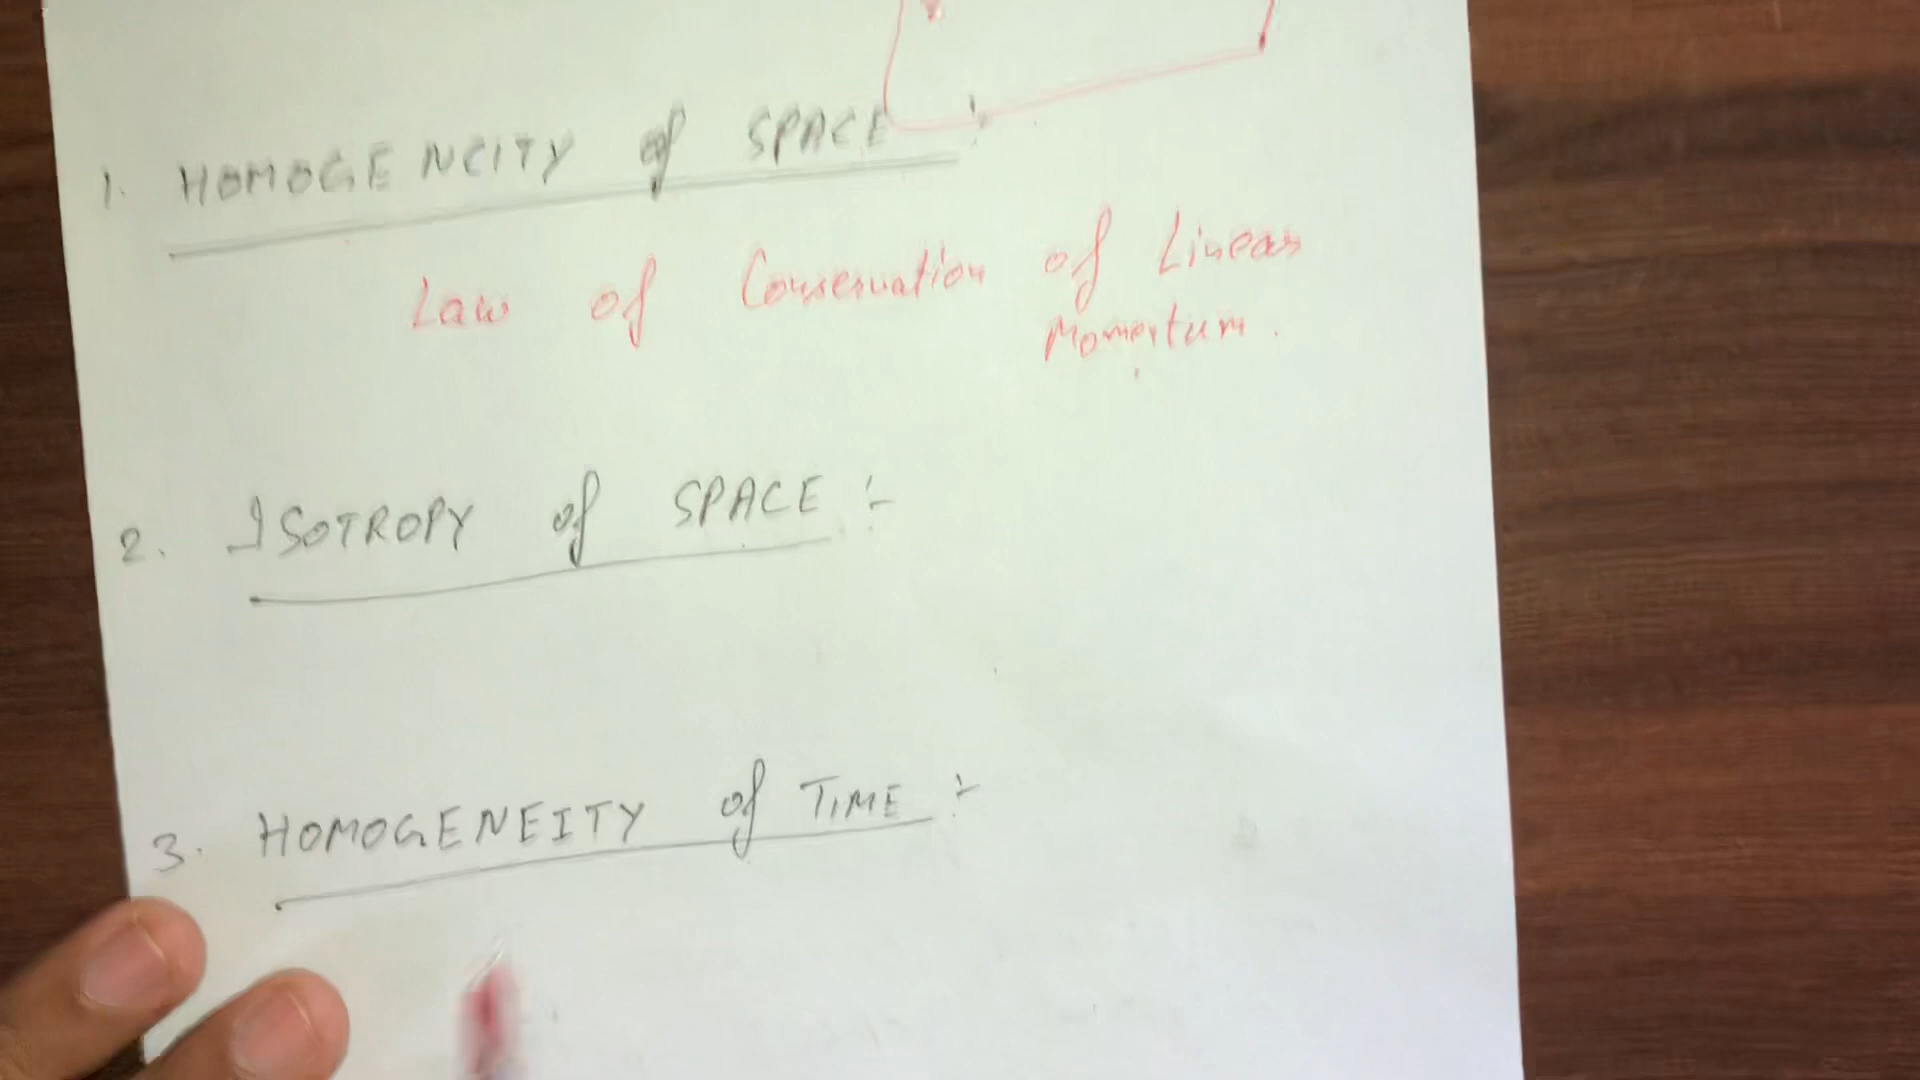 1. HOMOGENEITY of SPACE :
Law of Conservation of Linear
Momentum.
2. ISOTROPY of SPACE :-
3. HOMOGENEITY of TIME :-